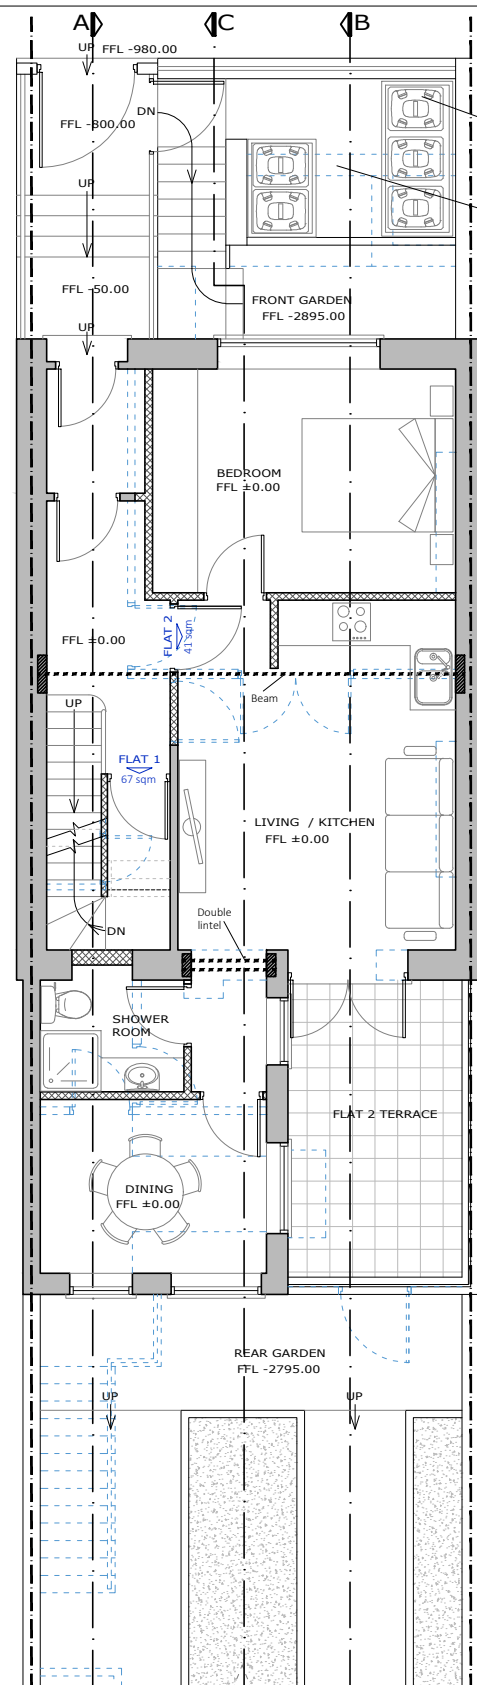 A C B
UP
FFL -980.00
DN
FFL -800.00
UP
FFL -50.00
UP
FRONT GARDEN
FFL -2895.00
BEDROOM
FFL ±0.00
FFL ±0.00
FLAT 2
41 sqm
Beam
UP
FLAT 1
67 sqm
LIVING / KITCHEN
FFL ±0.00
Double
lintel
DN
SHOWER
ROOM
FLAT 2 TERRACE
DINING
FFL ±0.00
REAR GARDEN
FFL -2795.00
UP
UP